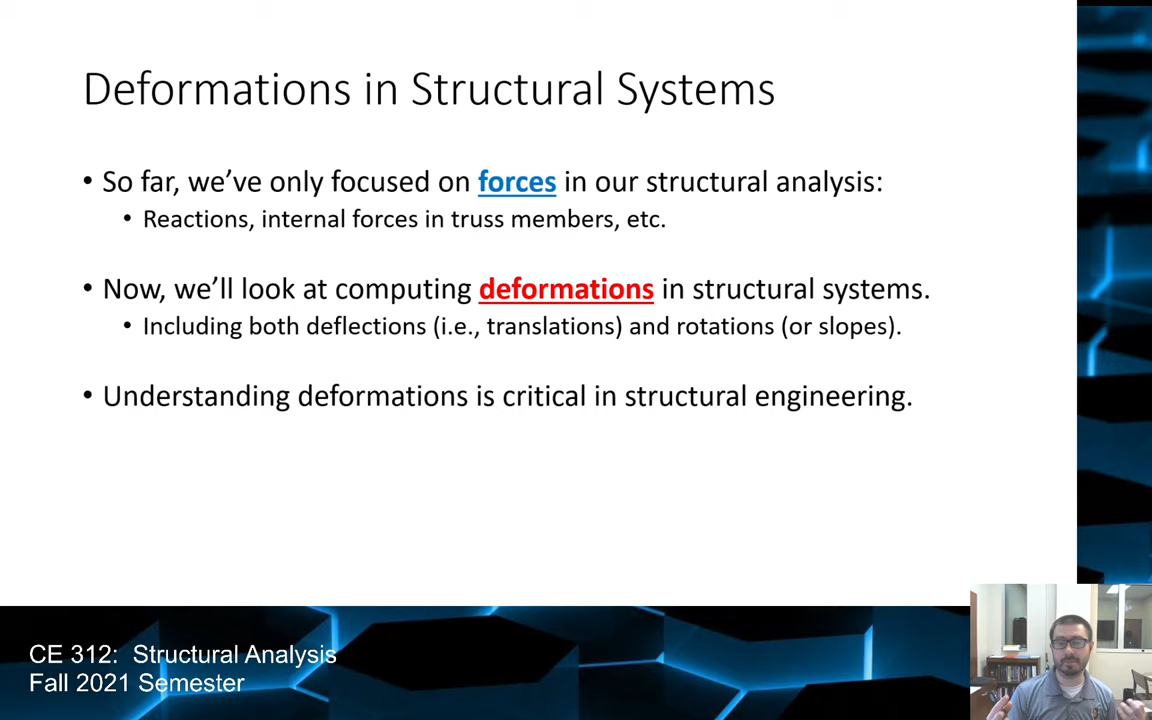 Deformations in Structural Systems
• So far, we've only focused on forces in our structural analysis:
• Reactions, internal forces in truss members, etc.
• Now, we'll look at computing deformations in structural systems.
• Including both deflections (i.e., translations) and rotations (or slopes).
• Understanding deformations is critical in structural engineering.
CE 312: Structural Analysis
Fall 2021 Semester